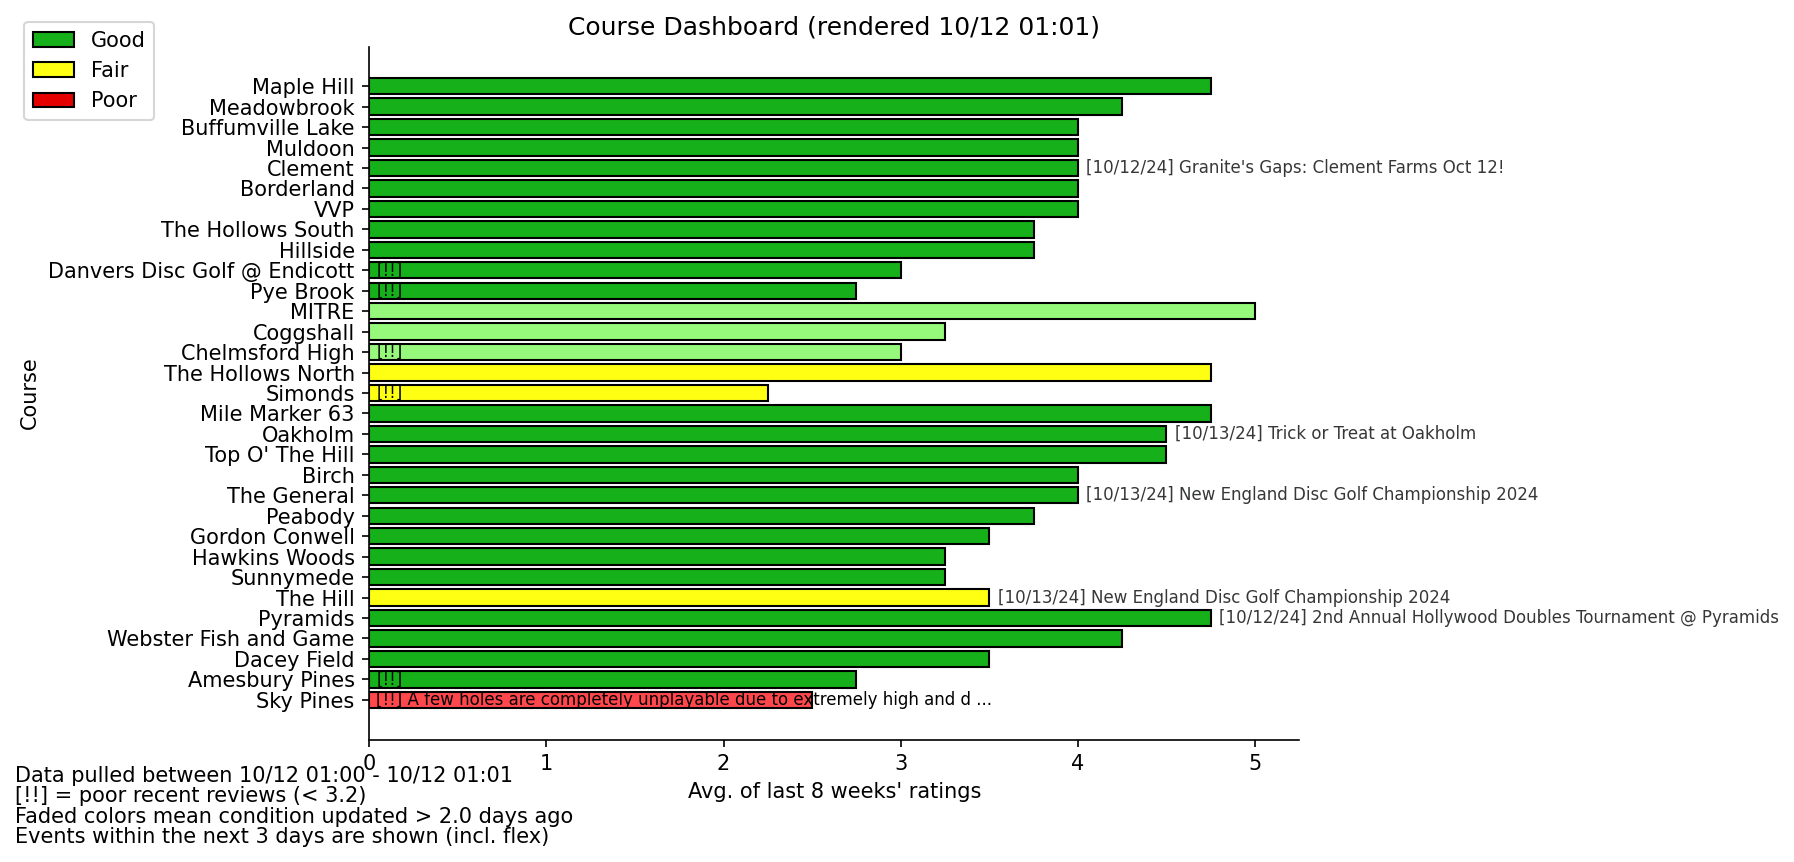 Course Dashboard (rendered 10/12 01:01)
Good
Fair
Poor
Maple Hill
Meadowbrook
Buffumville Lake
Muldoon
Clement [10/12/24] Granite's Gaps: Clement Farms Oct 12!
Borderland
VVP
The Hollows South
Hillside
Danvers Disc Golf @ Endicott [!!]
Pye Brook [!!]
MITRE
Coggshall
Chelmsford High [!!]
The Hollows North
Simonds [!!]
Mile Marker 63
Oakholm [10/13/24] Trick or Treat at Oakholm
Top O' The Hill
Birch
The General [10/13/24] New England Disc Golf Championship 2024
Peabody
Gordon Conwell
Hawkins Woods
Sunnymede
The Hill [10/13/24] New England Disc Golf Championship 2024
Pyramids [10/12/24] 2nd Annual Hollywood Doubles Tournament @ Pyramids
Webster Fish and Game
Dacey Field
Amesbury Pines [!!]
Sky Pines [!!] A few holes are completely unplayable due to extremely high and d ...
Course
0 1 2 3 4 5
Avg. of last 8 weeks' ratings
Data pulled between 10/12 01:00 - 10/12 01:01
[!!] = poor recent reviews (< 3.2)
Faded colors mean condition updated > 2.0 days ago
Events within the next 3 days are shown (incl. flex)